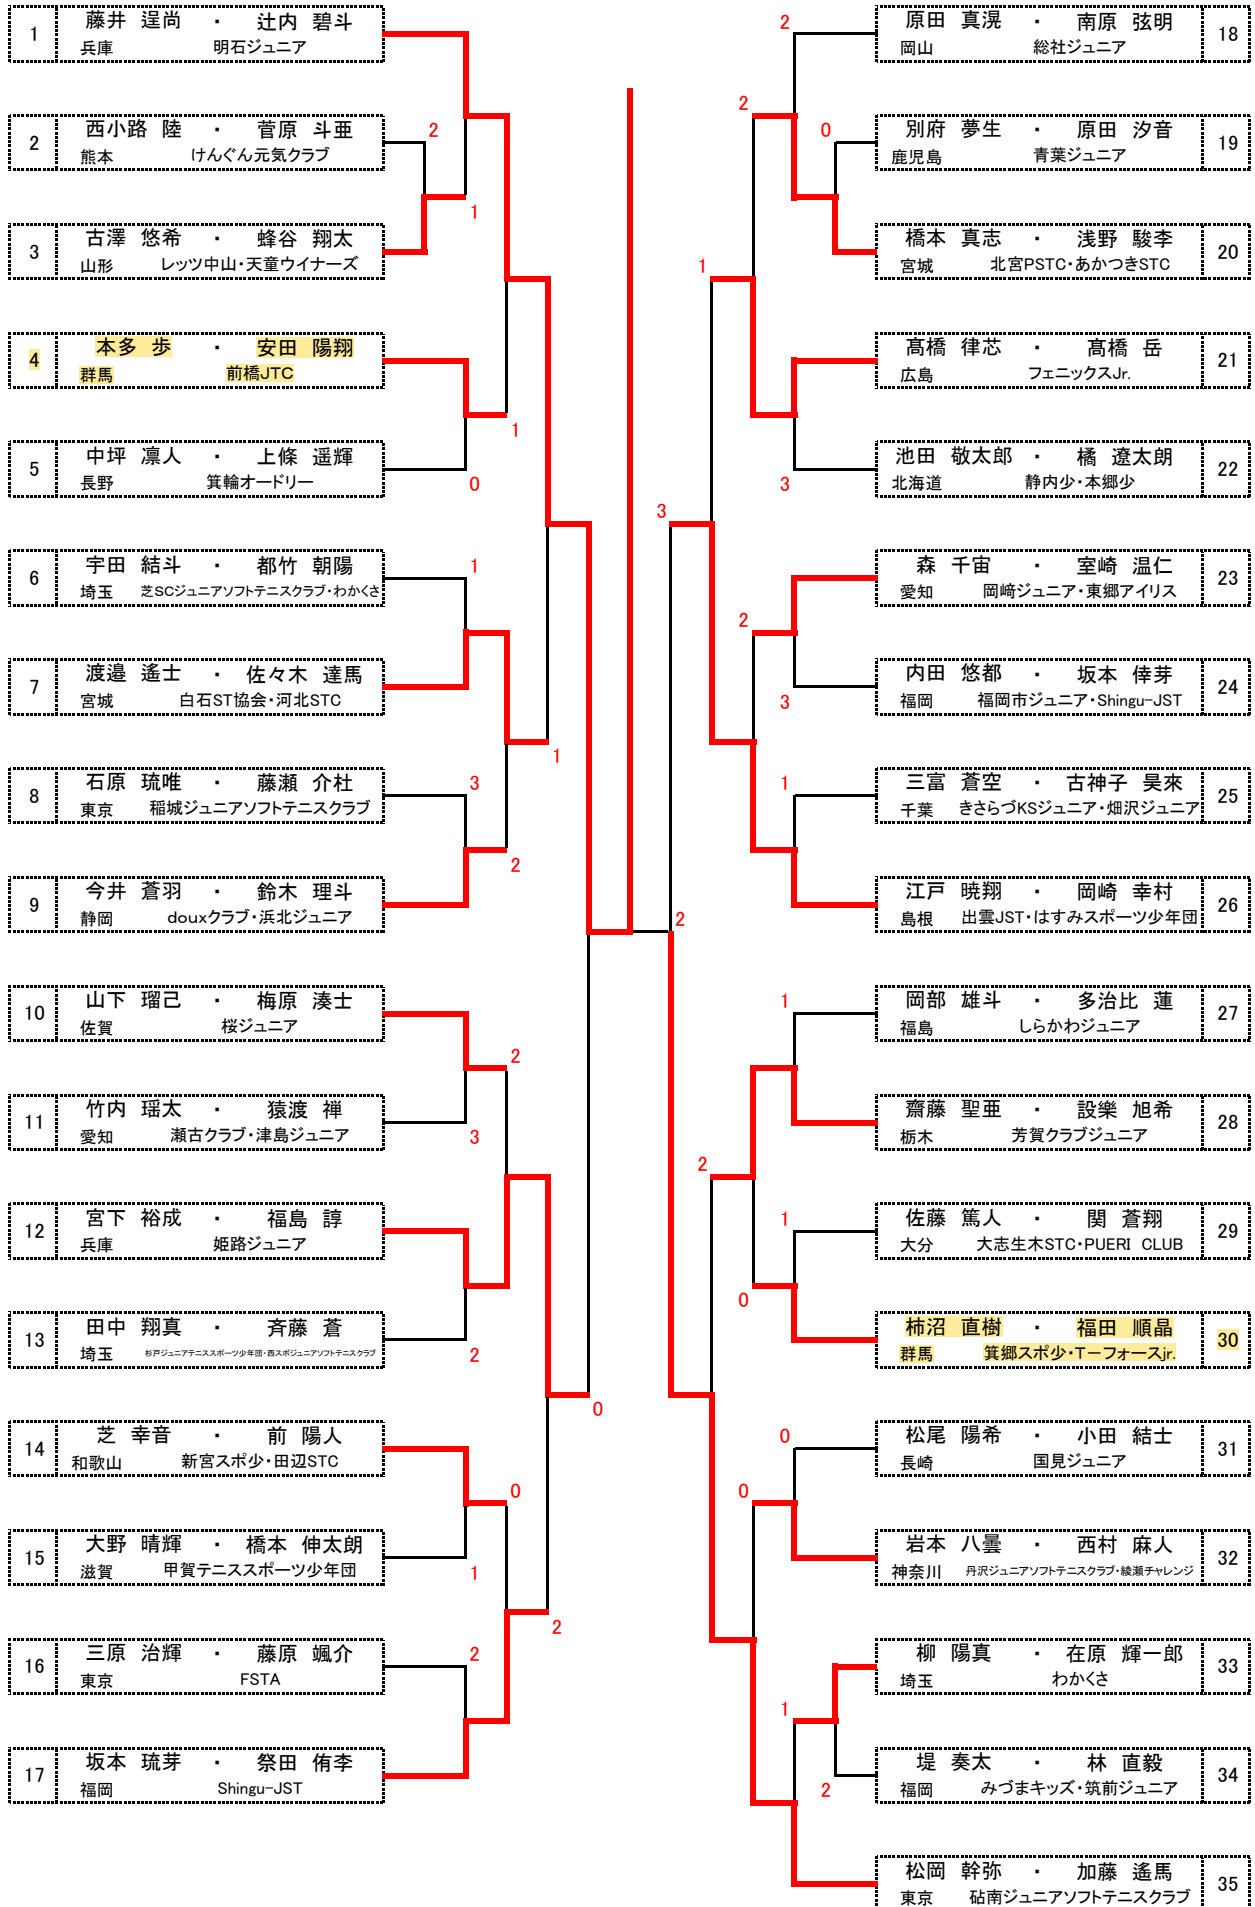 1 藤井 逞尚 ・ 辻内 碧斗
兵庫 明石ジュニア
2 西小路 陸 ・ 菅原 斗亜
熊本 けんぐん元気クラブ
2
3 古澤 悠希 ・ 蜂谷 翔太
山形 レッツ中山・天童ウイナーズ
1
4 本多 歩 ・ 安田 陽翔
群馬 前橋JTC
1
5 中坪 凛人 ・ 上條 遥輝
長野 箕輪オードリー
0
6 宇田 結斗 ・ 都竹 朝陽
埼玉 芝SCジュニアソフトテニスクラブ・わかくさ
1
7 渡邉 遙士 ・ 佐々木 達馬
宮城 白石ST協会・河北STC
1
8 石原 琉唯 ・ 藤瀬 介杜
東京 稲城ジュニアソフトテニスクラブ
3
2
9 今井 蒼羽 ・ 鈴木 理斗
静岡 douxクラブ・浜北ジュニア
10 山下 瑠己 ・ 梅原 湊士
佐賀 桜ジュニア
2
11 竹内 瑶太 ・ 猿渡 禅
愛知 瀬古クラブ・津島ジュニア
3
12 宮下 裕成 ・ 福島 諄
兵庫 姫路ジュニア
13 田中 翔真 ・ 斉藤 蒼
埼玉 杉戸ジュニアテニススポーツ少年団・西スポジュニアソフトテニスクラブ
2
0
14 芝 幸音 ・ 前 陽人
和歌山 新宮スポ少・田辺STC
0
15 大野 晴輝 ・ 橋本 伸太朗
滋賀 甲賀テニススポーツ少年団
1
2
16 三原 治輝 ・ 藤原 颯介
東京 FSTA
2
17 坂本 琉芽 ・ 祭田 侑李
福岡 Shingu-JST
2
原田 真滉 ・ 南原 弦明 18
岡山 総社ジュニア
2
0
別府 夢生 ・ 原田 汐音 19
鹿児島 青葉ジュニア
橋本 真志 ・ 浅野 駿李 20
宮城 北宮PSTC・あかつきSTC
1
髙橋 律芯 ・ 髙橋 岳 21
広島 フェニックスJr.
池田 敬太郎 ・ 橘 遼太朗 22
北海道 静内少・本郷少
3
3
森 千宙 ・ 室崎 温仁 23
愛知 岡﨑ジュニア・東郷アイリス
2
内田 悠都 ・ 坂本 倖芽 24
福岡 福岡市ジュニア・Shingu-JST
3
1
三富 蒼空 ・ 古神子 昊來 25
千葉 きさらづKSジュニア・畑沢ジュニア
江戸 暁翔 ・ 岡崎 幸村 26
島根 出雲JST・はすみスポーツ少年団
2
1
岡部 雄斗 ・ 多治比 蓮 27
福島 しらかわジュニア
齋藤 聖亜 ・ 設樂 旭希 28
栃木 芳賀クラブジュニア
2
1
佐藤 篤人 ・ 関 蒼翔 29
大分 大志生木STC・PUERI CLUB
0
柿沼 直樹 ・ 福田 順晶 30
群馬 箕郷スポ少・T－フォースjr.
0
松尾 陽希 ・ 小田 結士 31
長崎 国見ジュニア
0
岩本 八曇 ・ 西村 麻人 32
神奈川 丹沢ジュニアソフトテニスクラブ・綾瀬チャレンジ
柳 陽真 ・ 在原 輝一郎 33
埼玉 わかくさ
1
堤 奏太 ・ 林 直毅 34
福岡 みづまキッズ・筑前ジュニア
2
松岡 幹弥 ・ 加藤 遙馬 35
東京 砧南ジュニアソフトテニスクラブ